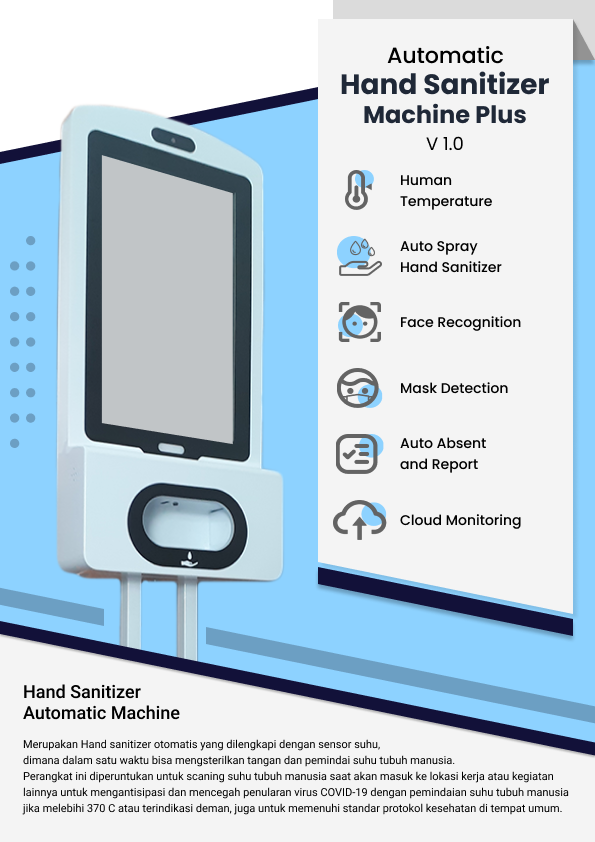 Automatic
Hand Sanitizer
Machine Plus
V 1.0
Human
Temperature
Auto Spray
Hand Sanitizer
Face Recognition
Mask Detection
Auto Absent
and Report
Cloud Monitoring
Hand Sanitizer
Automatic Machine
Merupakan Hand sanitizer otomatis yang dilengkapi dengan sensor suhu,
dimana dalam satu waktu bisa mengsterilkan tangan dan pemindai suhu tubuh manusia.
Perangkat ini diperuntukan untuk scaning suhu tubuh manusia saat akan masuk ke lokasi kerja atau kegiatan
lainnya untuk mengantisipasi dan mencegah penularan virus COVID-19 dengan pemindaian suhu tubuh manusia
jika melebihi 370 C atau terindikasi deman, juga untuk memenuhi standar protokol kesehatan di tempat umum.